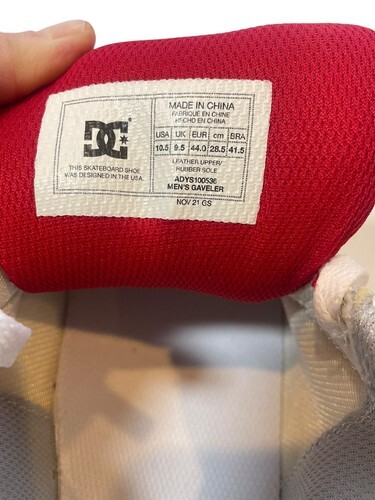 DC
THIS SKATEBOARD SHOE
WAS DESIGNED IN THE USA.
MADE IN CHINA
FABRIQUE EN CHINE
HECHO EN CHINA
USA UK EUR cm BRA
10.5 9.5 44.0 28.5 41.5
LEATHER UPPER/
RUBBER SOLE
ADYS100536
MEN'S GAVELER
NOV 21 GS